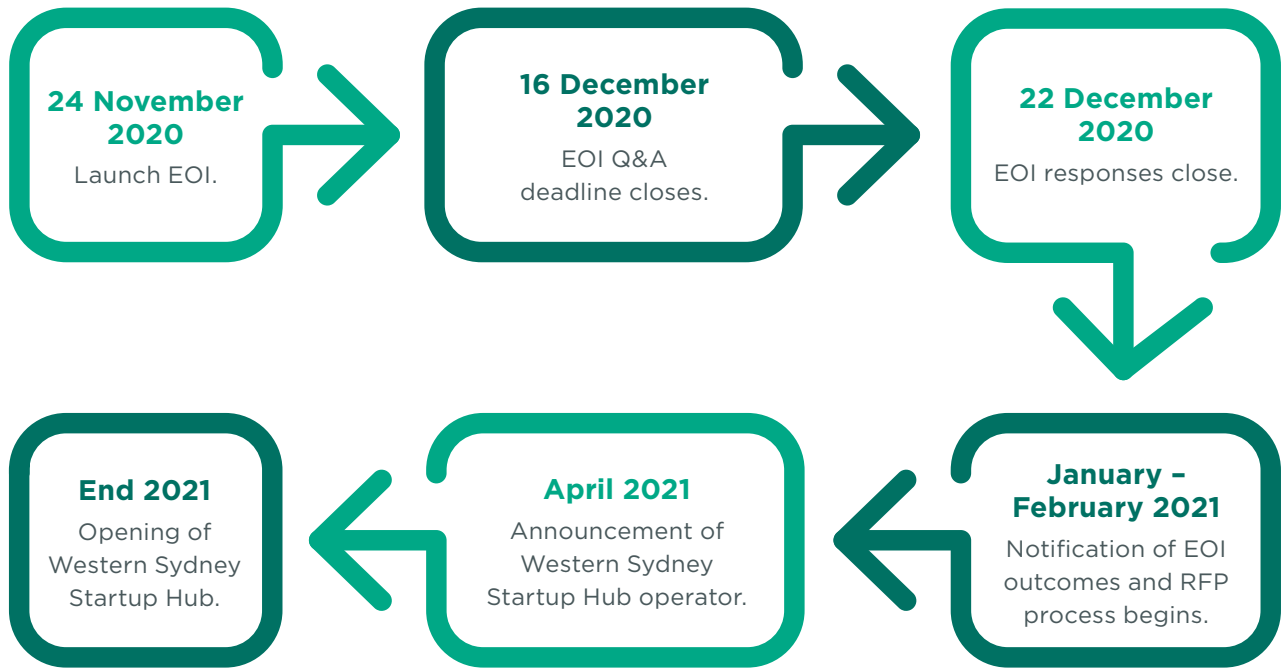 24 November
2020
Launch EOI.
16 December
2020
EOI Q&A
deadline closes.
22 December
2020
EOI responses close.
January –
February 2021
Notification of EOI
outcomes and RFP
process begins.
April 2021
Announcement of
Western Sydney
Startup Hub operator.
End 2021
Opening of
Western Sydney
Startup Hub.